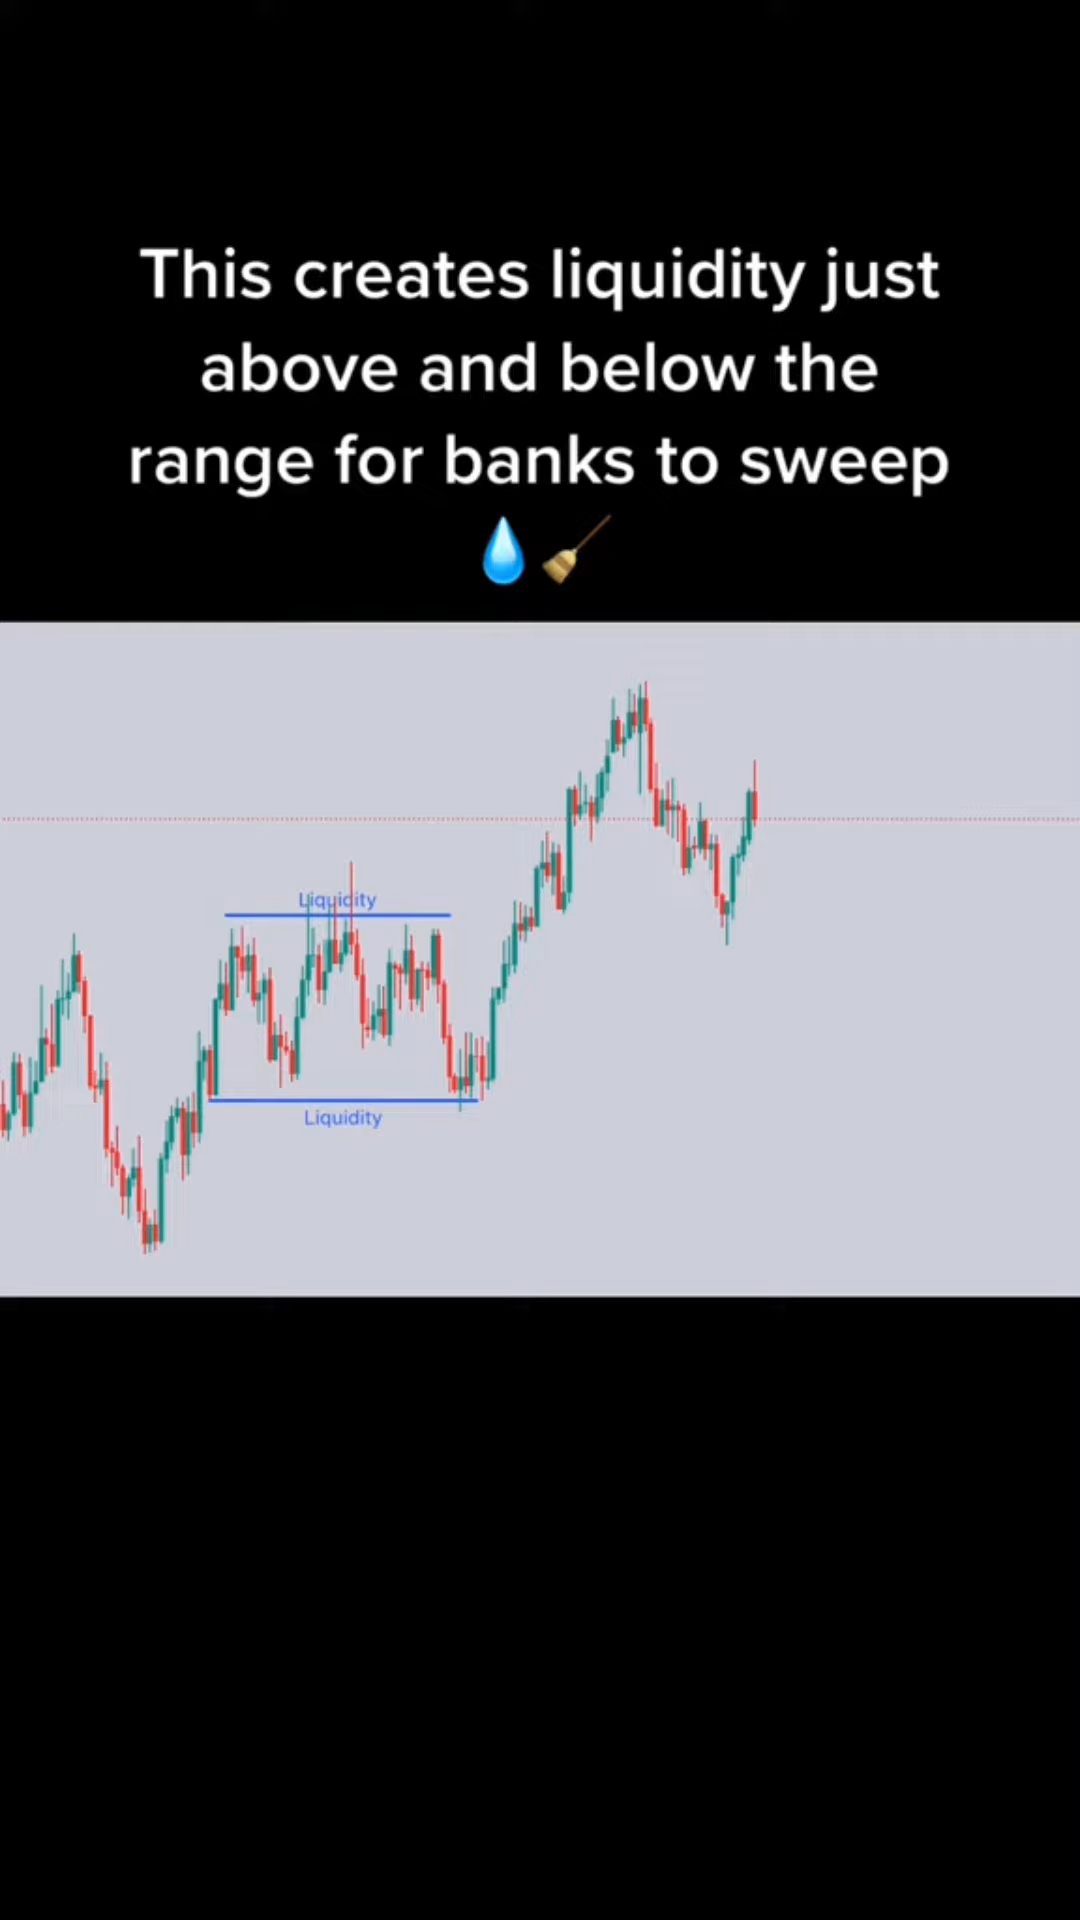 This creates liquidity just
above and below the
range for banks to sweep
💧🧹
Liquidity
Liquidity